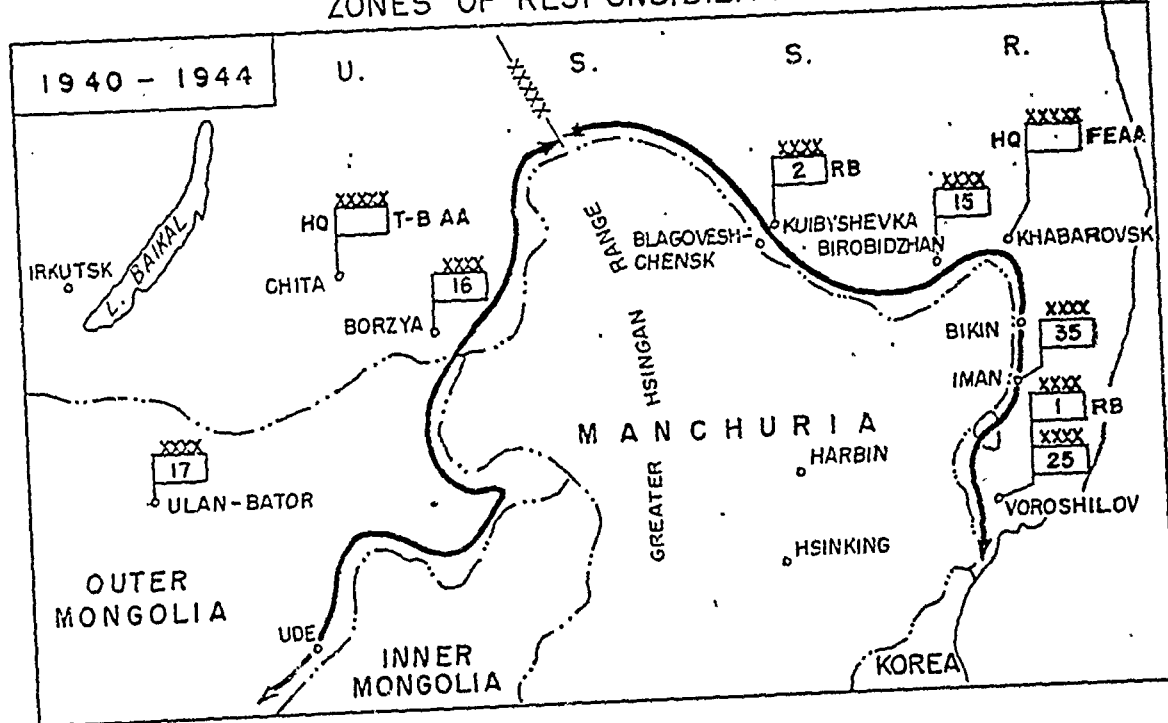 ZONES OF
1940 - 1944
U. S. S. R.
XXXXX
XXXXX
HQ FEAA
XXXX
2 RB
XXXX
15
XXXXX
HQ T-B AA
L. BAIKAL
IRKUTSK
CHITA
XXXX
16
BORZYA
RANGE
BLAGOVESH-
CHENSK
KUIBYSHEVKA
BIROBIDZHAN
KHABAROVSK
BIKIN
XXXX
35
IMAN
XXXX
1 RB
XXXX
25
HSINGAN
MANCHURIA
HARBIN
XXXX
17
ULAN-BATOR
GREATER
VOROSHILOV
HSINKING
OUTER
MONGOLIA
UDE
INNER
MONGOLIA
KOREA